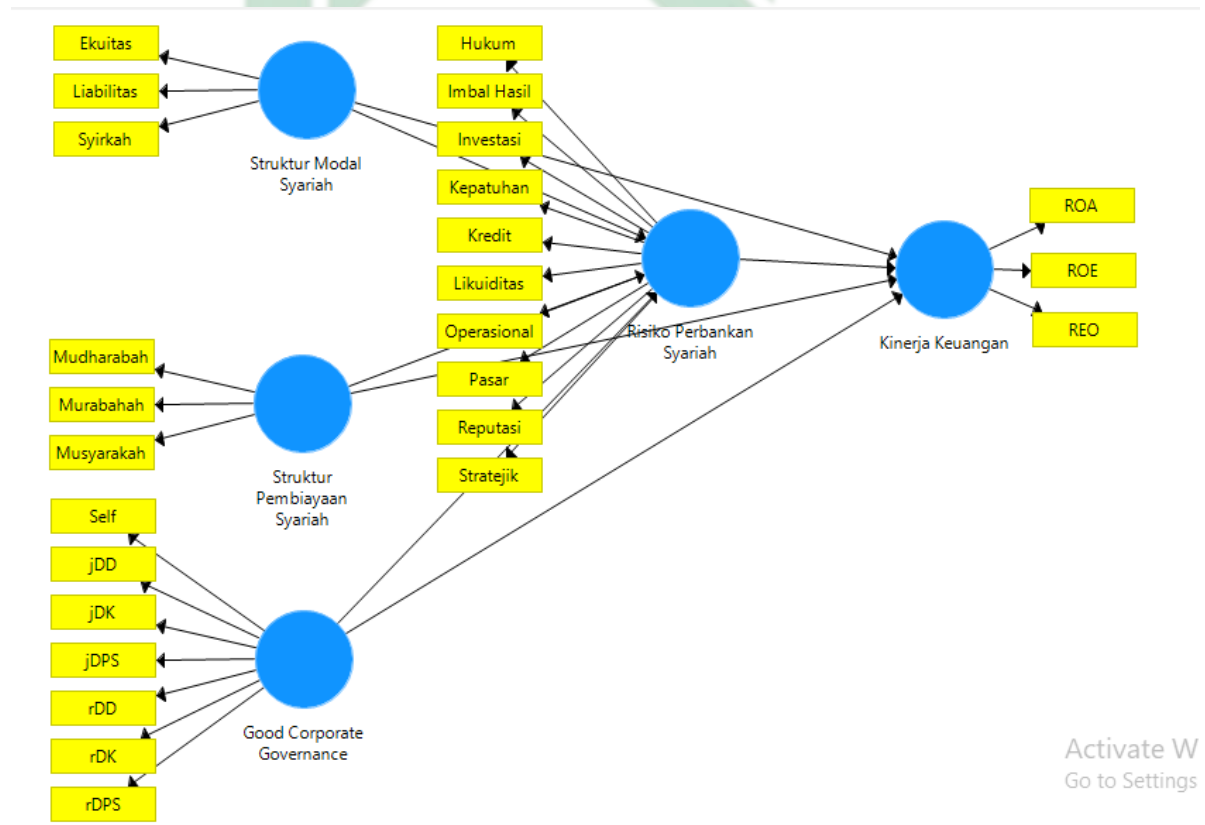 Ekuitas
Liabilitas
Syirkah
Struktur Modal
Syariah
Mudharabah
Murabahah
Musyarakah
Struktur
Pembiayaan
Syariah
Self
jDD
jDK
jDPS
rDD
rDK
rDPS
Good Corporate
Governance
Hukum
Imbal Hasil
Investasi
Kepatuhan
Kredit
Likuiditas
Operasional
Pasar
Reputasi
Stratejik
Risiko Perbankan
Syariah
Kinerja Keuangan
ROA
ROE
REO
Activate W
Go to Settings